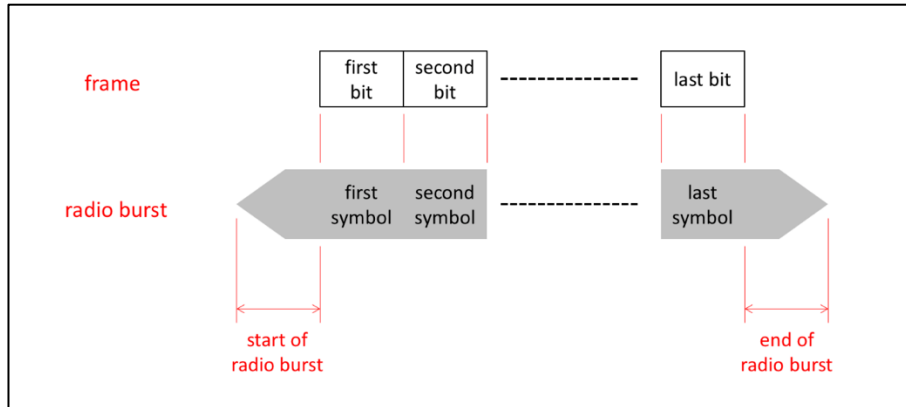 frame
first
bit
second
bit
last bit
radio burst
first
symbol
second
symbol
last
symbol
start of
radio burst
end of
radio burst